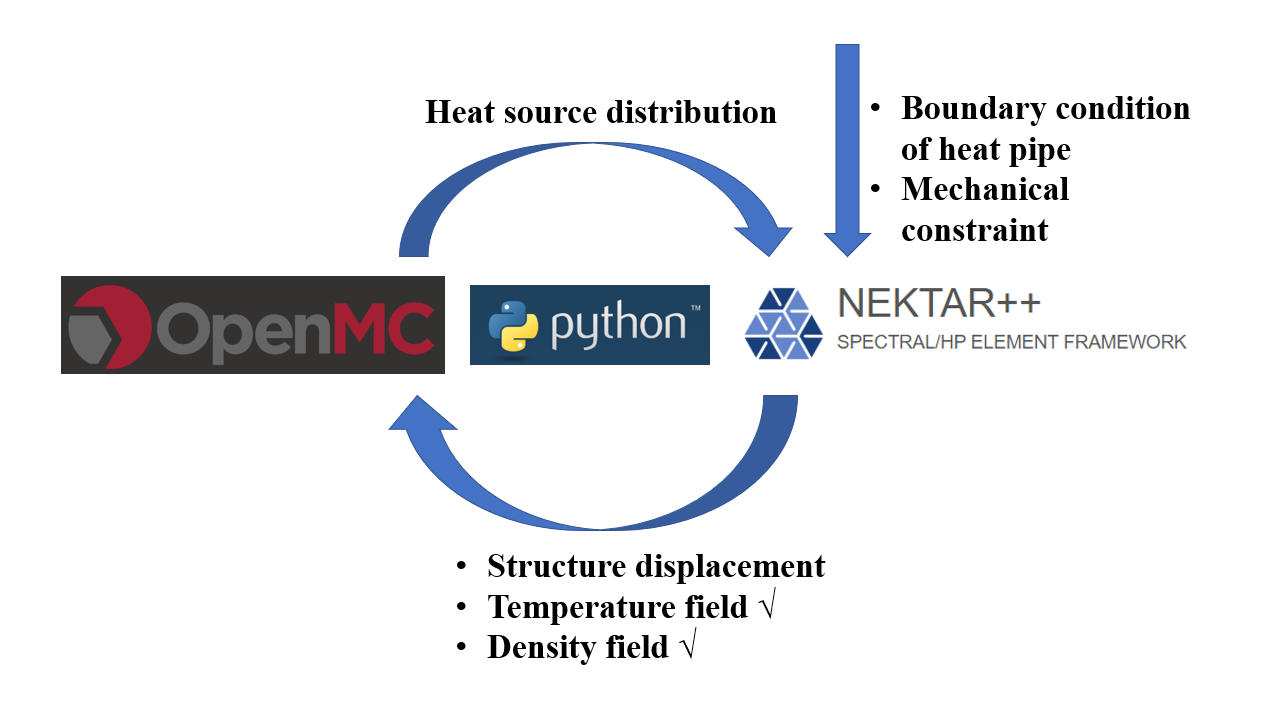 Heat source distribution
• Boundary condition
of heat pipe
• Mechanical
constraint
OpenMC
python™
NEKTAR++
SPECTRAL/HP ELEMENT FRAMEWORK
• Structure displacement
• Temperature field √
• Density field √